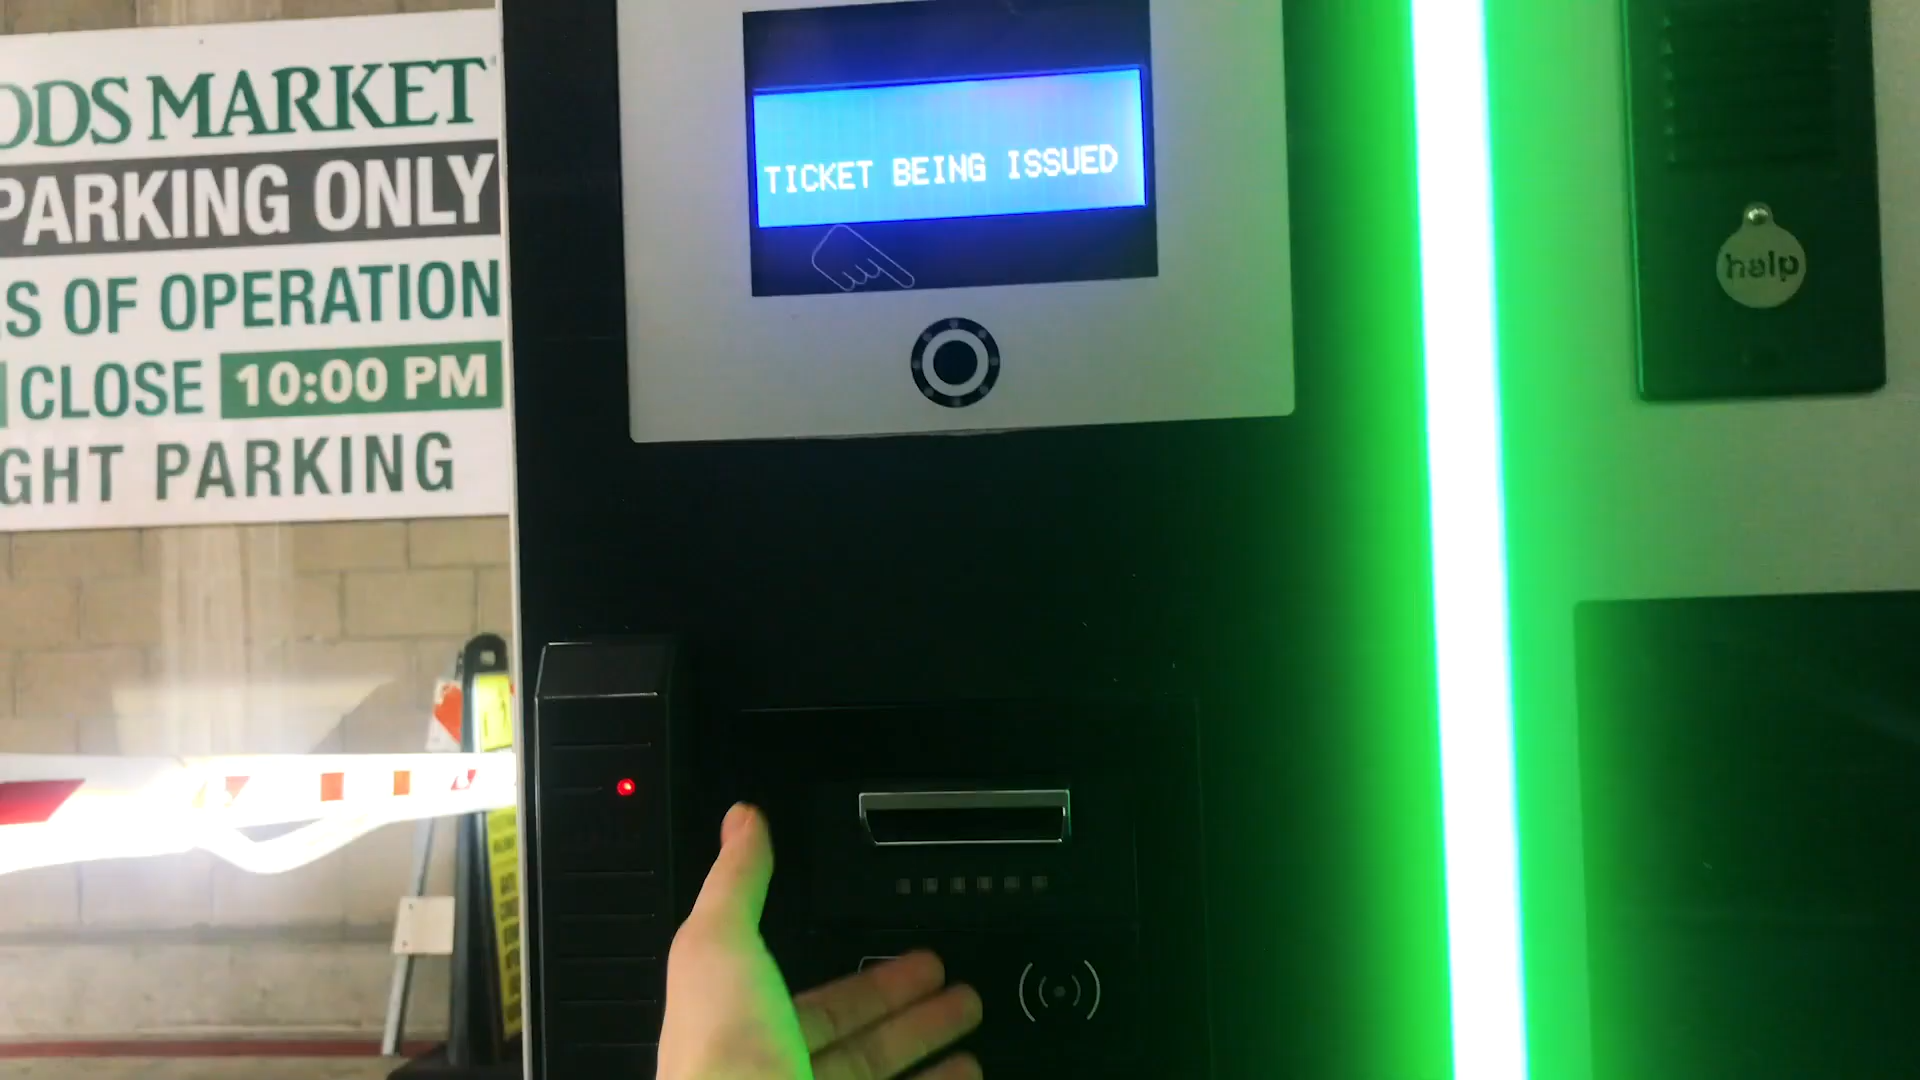 ODS MARKET
PARKING ONLY
S OF OPERATION
CLOSE 10:00 PM
GHT PARKING
TICKET BEING ISSUED
help